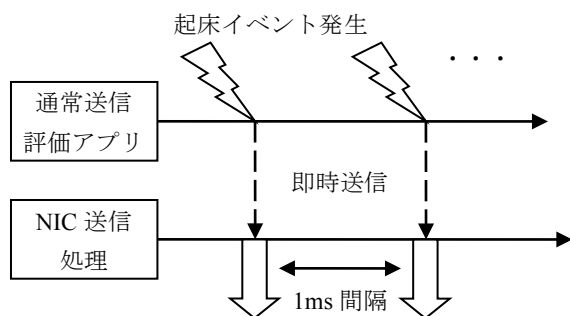 起床イベント発生
・・・
通常送信
評価アプリ
即時送信
NIC 送信
処理
1ms 間隔